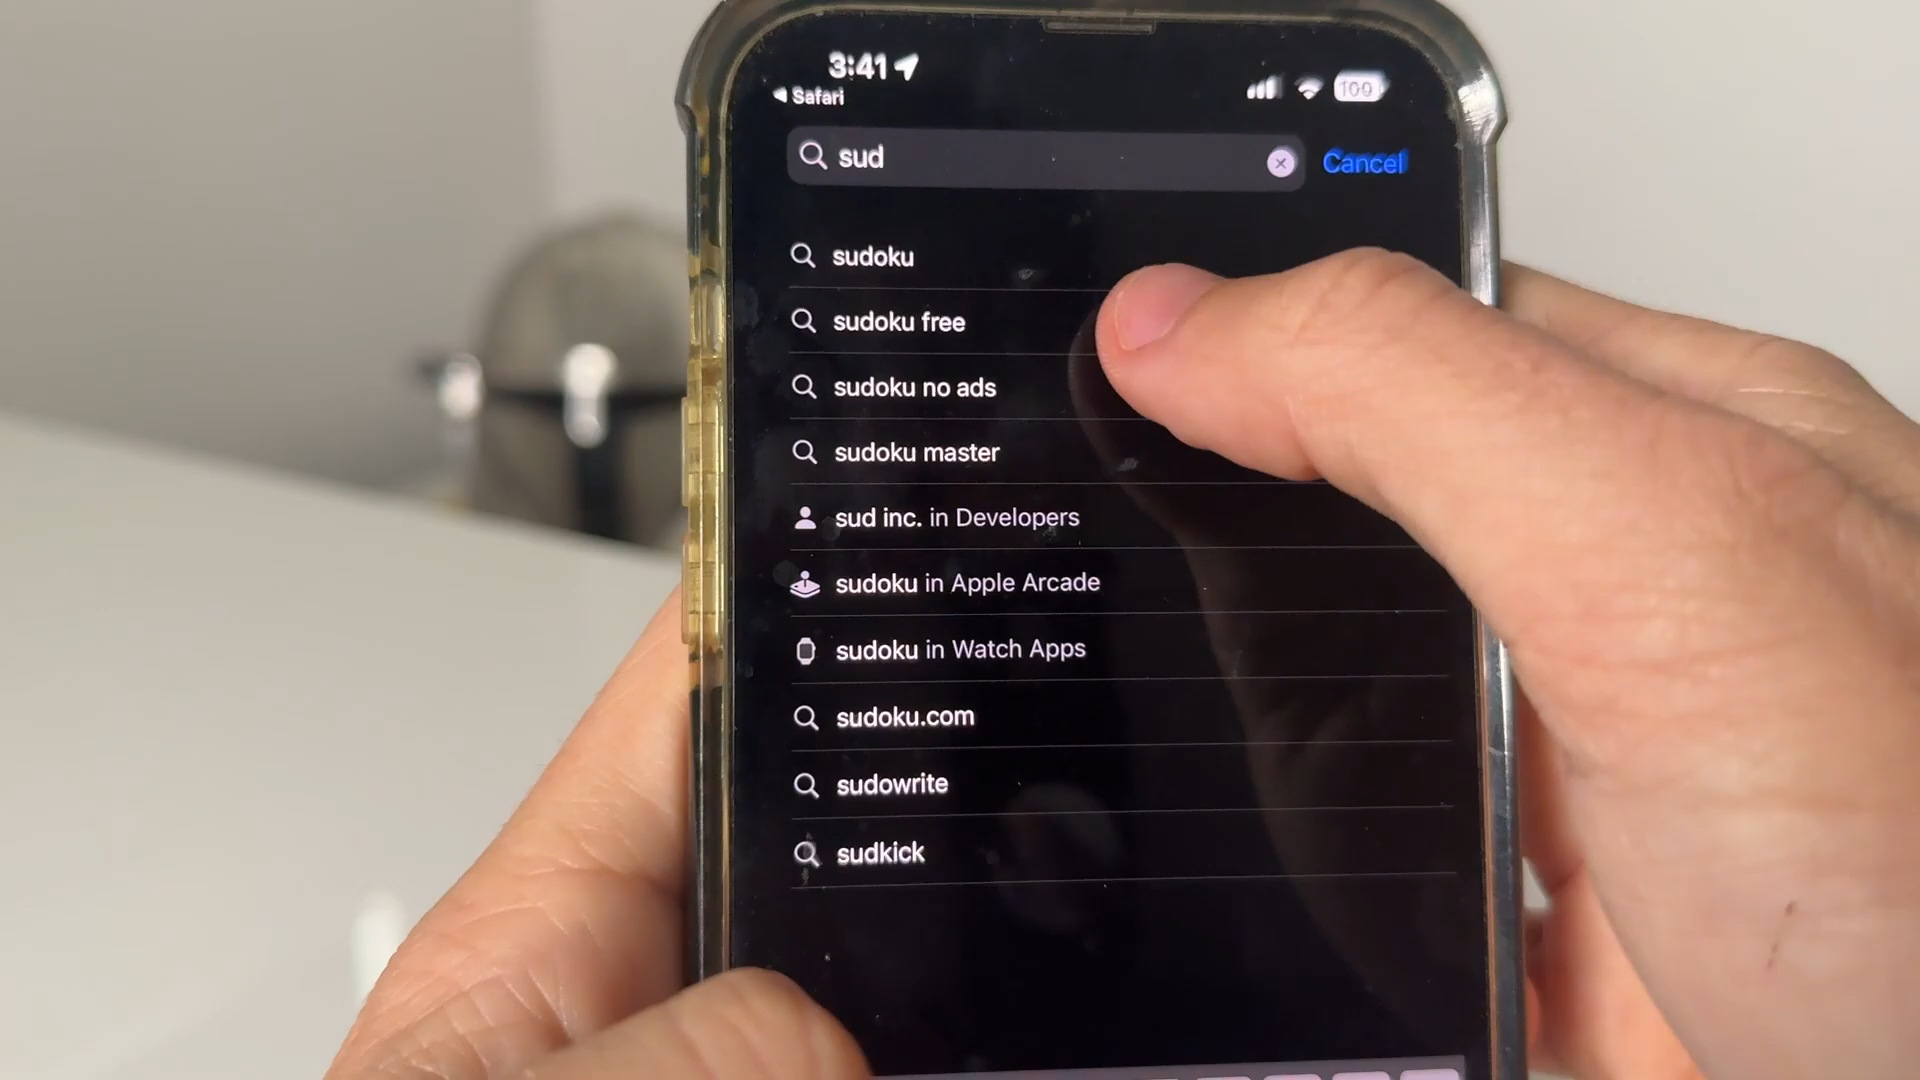 3:41
Safari
100
sud
Cancel
sudoku
sudoku free
sudoku no ads
sudoku master
sud inc. in Developers
sudoku in Apple Arcade
sudoku in Watch Apps
sudoku.com
sudowrite
sudkick